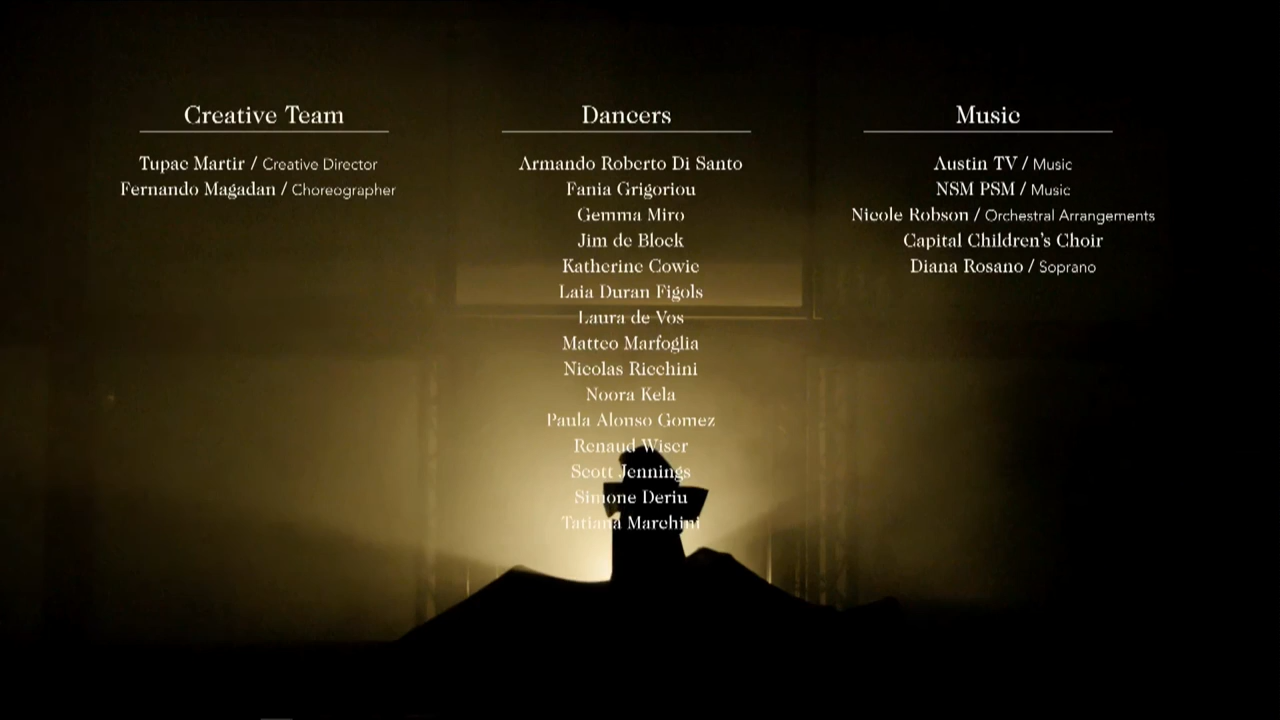 Creative Team
Tupac Martir / Creative Director
Fernando Magadan / Choreographer
Dancers
Armando Roberto Di Santo
Fania Grigoriou
Gemma Miro
Jim de Block
Katherine Cowie
Laia Duran Figols
Laura de Vos
Matteo Marfoglia
Nicolas Ricchini
Noora Kela
Paula Alonso Gomez
Renaud Wiser
Scott Jennings
Simone Deriu
Tatiana Marchini
Music
Austin TV / Music
NSM PSM / Music
Nicole Robson / Orchestral Arrangements
Capital Children's Choir
Diana Rosano / Soprano